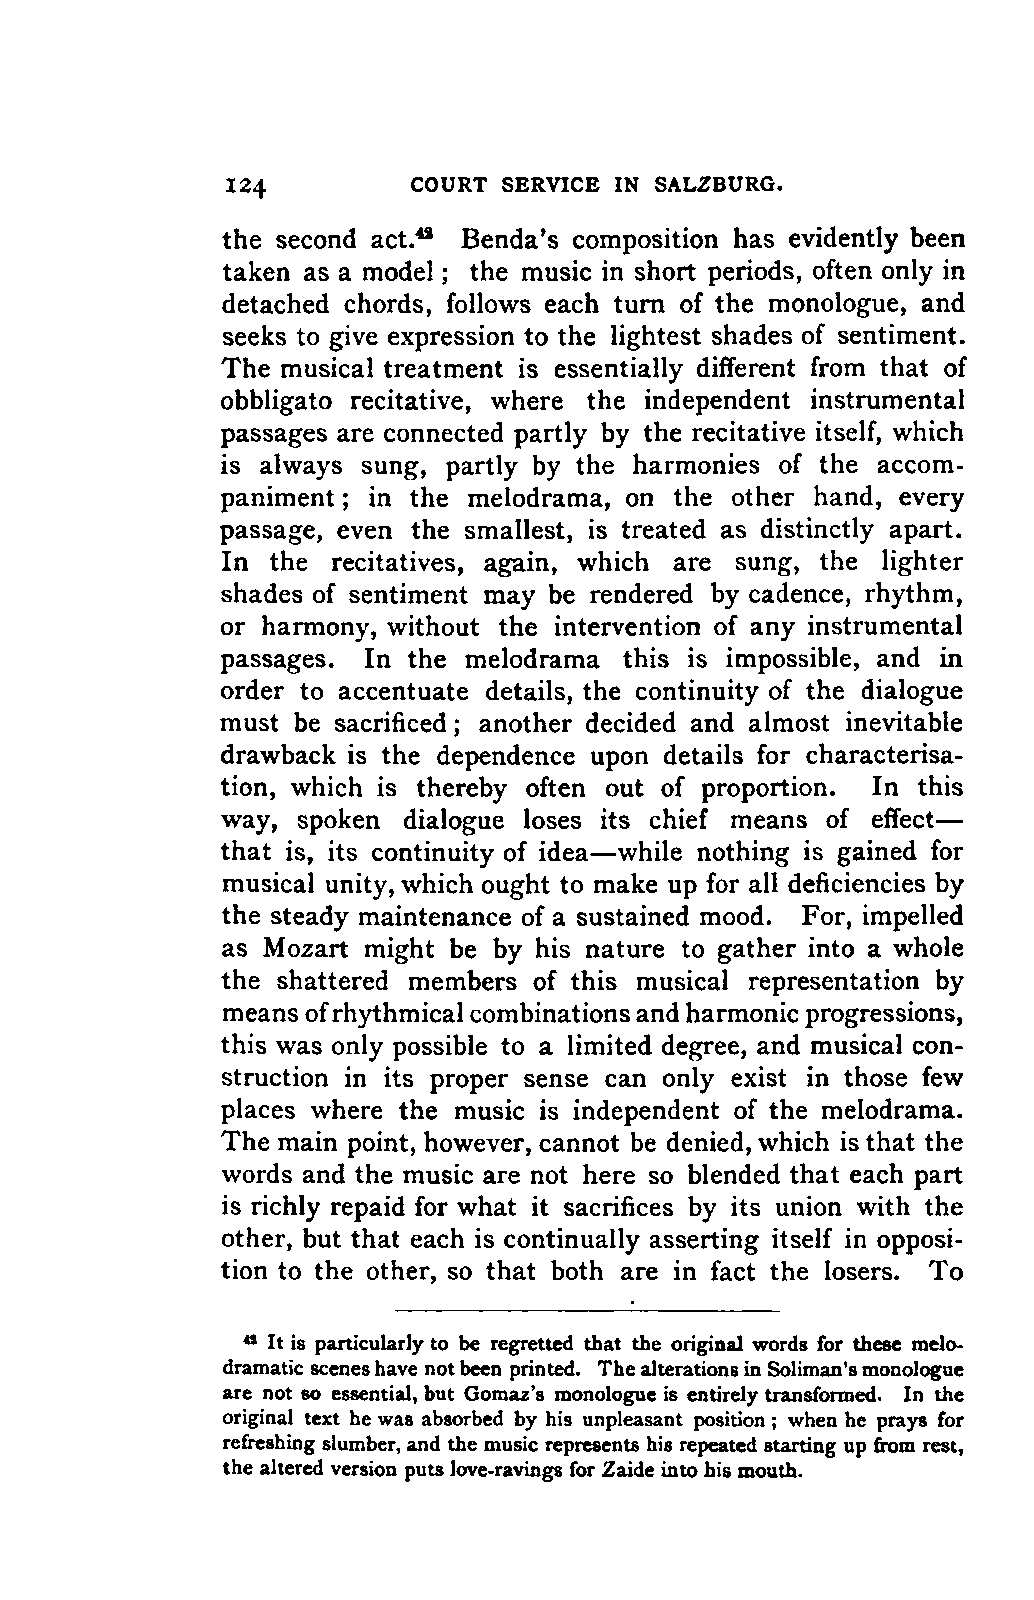 124 COURT SERVICE IN SALZBURG.
the second act.⁴² Benda's composition has evidently been
taken as a model ; the music in short periods, often only in
detached chords, follows each turn of the monologue, and
seeks to give expression to the lightest shades of sentiment.
The musical treatment is essentially different from that of
obbligato recitative, where the independent instrumental
passages are connected partly by the recitative itself, which
is always sung, partly by the harmonies of the accom-
paniment ; in the melodrama, on the other hand, every
passage, even the smallest, is treated as distinctly apart.
In the recitatives, again, which are sung, the lighter
shades of sentiment may be rendered by cadence, rhythm,
or harmony, without the intervention of any instrumental
passages. In the melodrama this is impossible, and in
order to accentuate details, the continuity of the dialogue
must be sacrificed ; another decided and almost inevitable
drawback is the dependence upon details for characterisa-
tion, which is thereby often out of proportion. In this
way, spoken dialogue loses its chief means of effect—
that is, its continuity of idea—while nothing is gained for
musical unity, which ought to make up for all deficiencies by
the steady maintenance of a sustained mood. For, impelled
as Mozart might be by his nature to gather into a whole
the shattered members of this musical representation by
means of rhythmical combinations and harmonic progressions,
this was only possible to a limited degree, and musical con-
struction in its proper sense can only exist in those few
places where the music is independent of the melodrama.
The main point, however, cannot be denied, which is that the
words and the music are not here so blended that each part
is richly repaid for what it sacrifices by its union with the
other, but that each is continually asserting itself in opposi-
tion to the other, so that both are in fact the losers. To
⁴² It is particularly to be regretted that the original words for these melo-
dramatic scenes have not been printed. The alterations in Soliman's monologue
are not so essential, but Gomaz's monologue is entirely transformed. In the
original text he was absorbed by his unpleasant position ; when he prays for
refreshing slumber, and the music represents his repeated starting up from rest,
the altered version puts love-ravings for Zaide into his mouth.